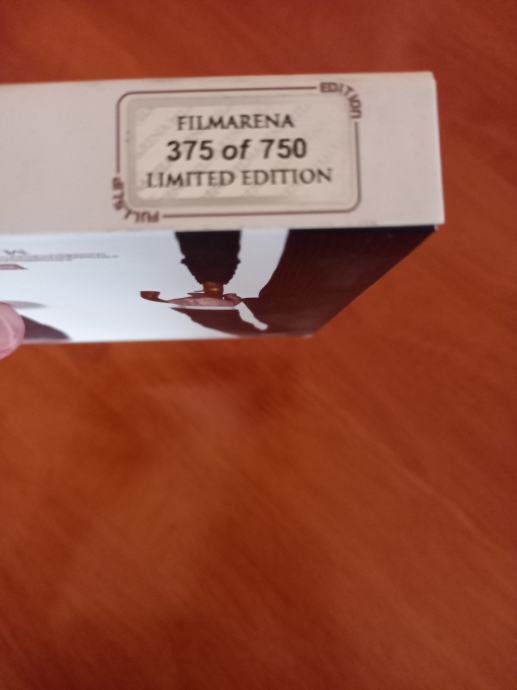 EDITION
FILMARENA
375 of 750
LIMITED EDITION
FULLSLIP